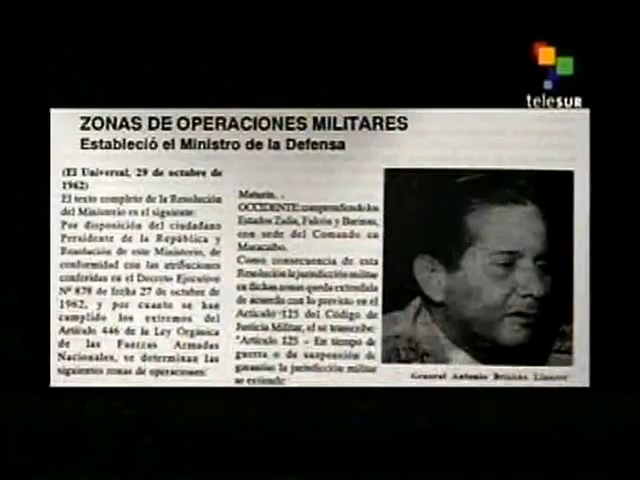 teleSUR
ZONAS DE OPERACIONES MILITARES
Estableció el Ministro de la Defensa
(El Universal, 29 de octubre de
1962)
El texto completo de la Resolución
del Ministerio es el siguiente:
Por disposición del ciudadano
Presidente de la República y
Resolución de este Ministerio, de
conformidad con las atribuciones
conferidas en el Decreto Ejecutivo
Nº 878 de fecha 27 de octubre de
1962, y por cuanto se han
cumplido los extremos del
Artículo 446 de la Ley Orgánica
de las Fuerzas Armadas
Nacionales, se determinan las
siguientes zonas de operaciones:
Maturín, .
OCCIDENTE: comprendiendo los
Estados Zulia, Falcón y Barinas,
con sede del Comando en
Maracaibo.
Como consecuencia de esta
Resolución la jurisdicción militar
en dichas zonas queda extendida
de acuerdo con lo previsto en el
Artículo 125 del Código de
Justicia Militar, el se transcribe:
"Artículo 125 - En tiempo de
guerra o de suspensión de
garantías la jurisdicción militar
se extiende
General Antonio Briceño Linares